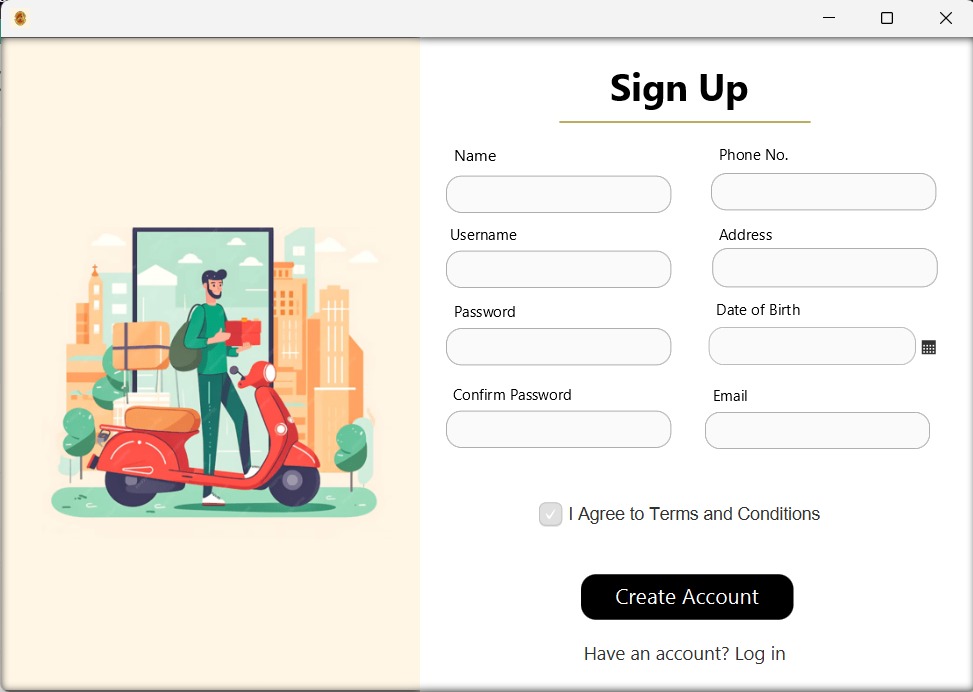 Sign Up
Name
Phone No.
Username
Address
Password
Date of Birth
Confirm Password
Email
I Agree to Terms and Conditions
Create Account
Have an account? Log in